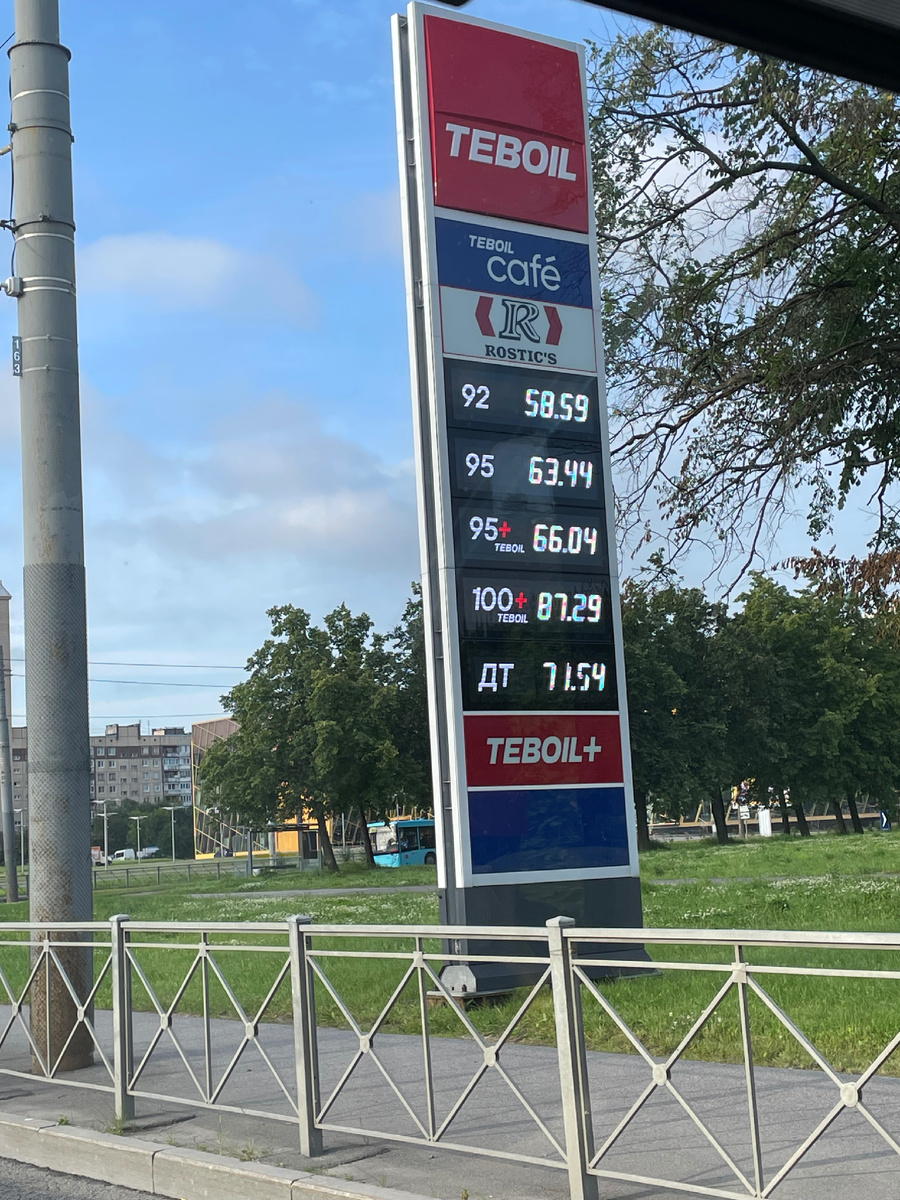 TEBOIL
TEBOIL
café
R
ROSTIC'S
92 58.59
95 63.44
95+ TEBOIL 66.04
100+ TEBOIL 87.29
ДТ 71.54
TEBOIL+
163